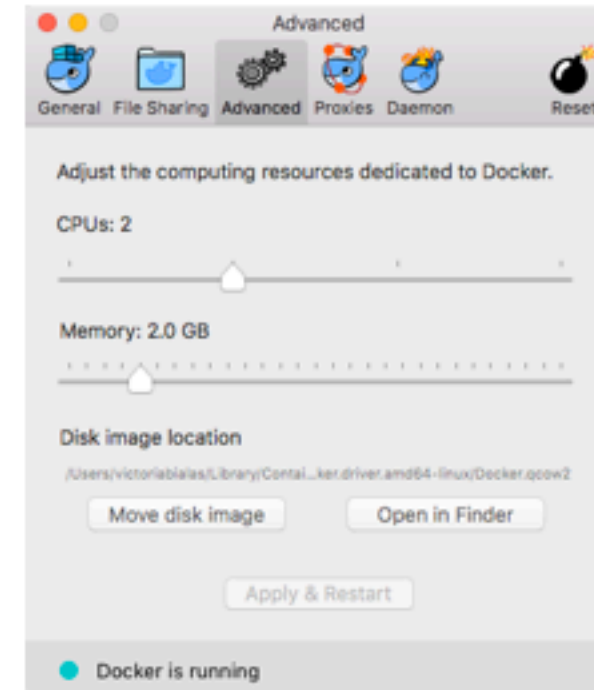 Advanced
General File Sharing Advanced Proxies Daemon Reset
Adjust the computing resources dedicated to Docker.
CPUs: 2
Memory: 2.0 GB
Disk image location
/Users/victoriabialas/Library/Contai...ker.driver.amd64-linux/Docker.qcow2
Move disk image Open in Finder
Apply & Restart
Docker is running